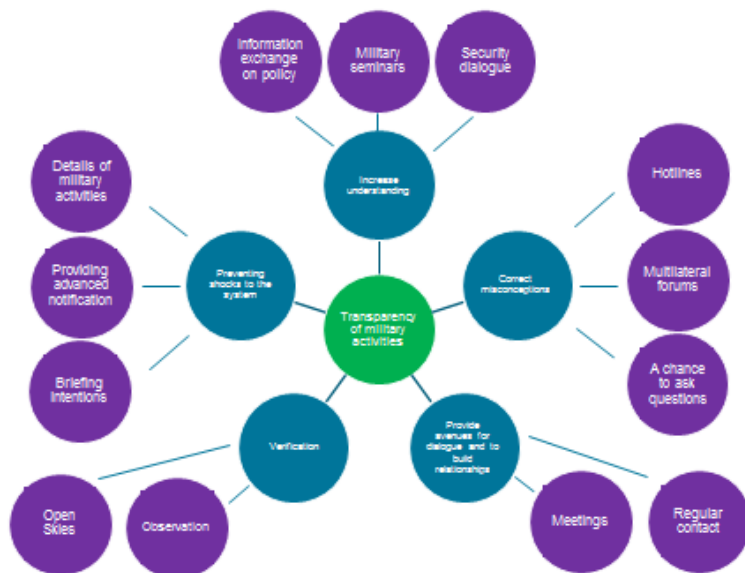 Information
exchange
on policy
Military
seminars
Security
dialogue
Increase
understanding
Details of
military
activities
Providing
advanced
notification
Briefing
Intentions
Preventing
shocks to the
system
Hotlines
Multilateral
forums
A chance
to ask
questions
Correct
misconceptions
Transparency
of military
activities
Verification
Open
Skies
Observation
Provide
avenues for
dialogue and to
build
relationships
Meetings
Regular
contact